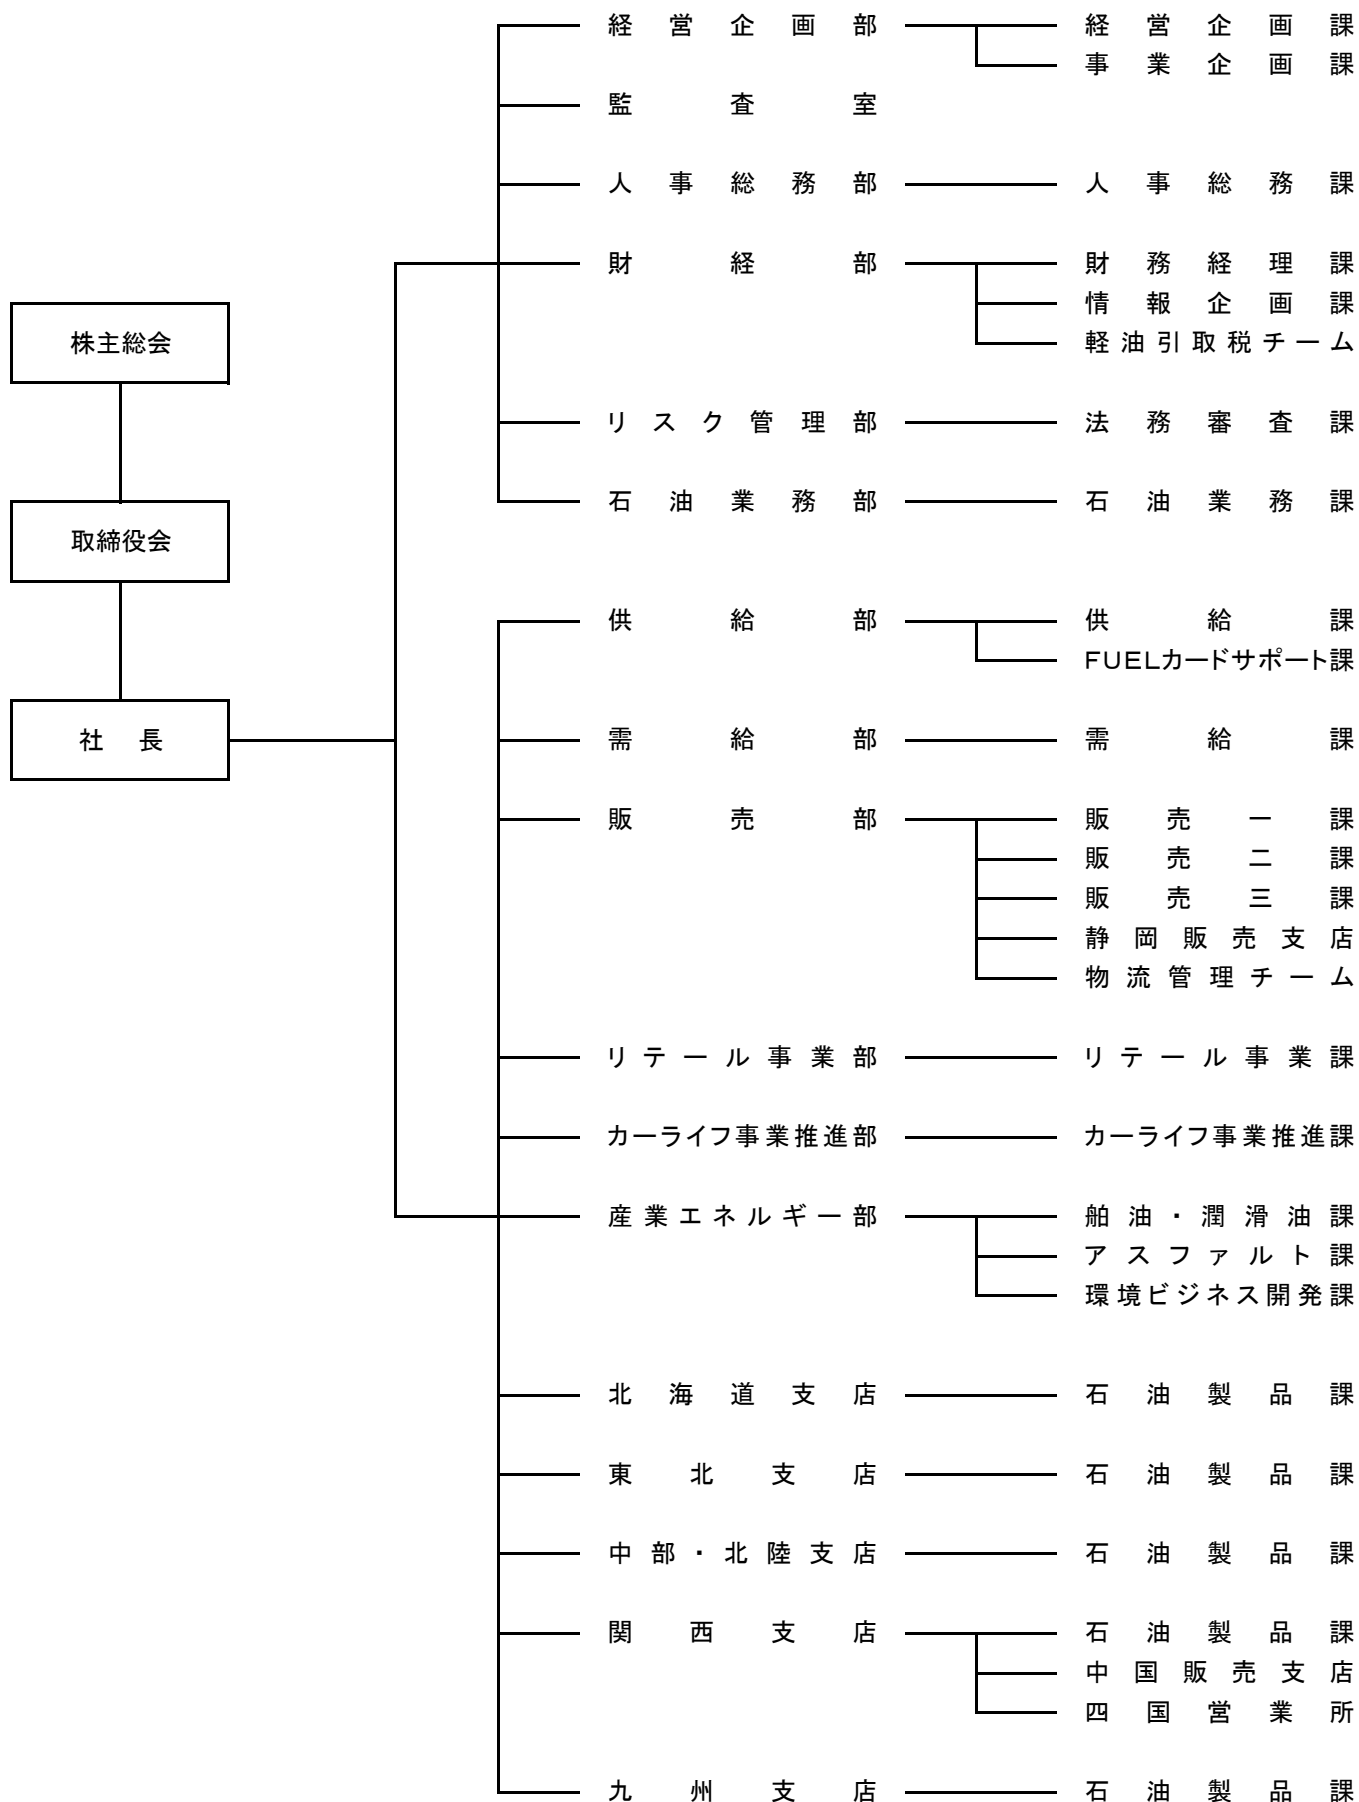 経営企画部 経営企画課
事業企画課
監査室
人事総務部 人事総務課
財経部 財務経理課
情報企画課
株主総会
軽油引取税チーム
リスク管理部 法務審査課
石油業務部 石油業務課
取締役会
供給部 供給課
FUELカードサポート課
社長
需給部 需給課
販売部 販売一課
販売二課
販売三課
静岡販売支店
物流管理チーム
リテール事業部 リテール事業課
カーライフ事業推進部 カーライフ事業推進課
産業エネルギー部 舶油・潤滑油課
アスファルト課
環境ビジネス開発課
北海道支店 石油製品課
東北支店 石油製品課
中部・北陸支店 石油製品課
関西支店 石油製品課
中国販売支店
四国営業所
九州支店 石油製品課